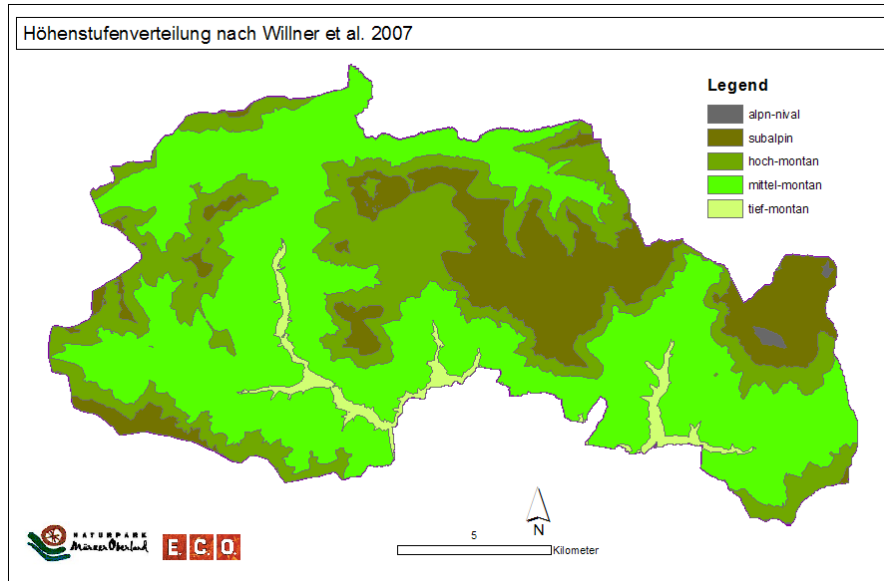 Höhenstufenverteilung nach Willner et al. 2007
Legend
alpn-nival
subalpin
hoch-montan
mittel-montan
tief-montan
NATURPARK
Mürzer Oberland
E.C.O.
5
Kilometer
N